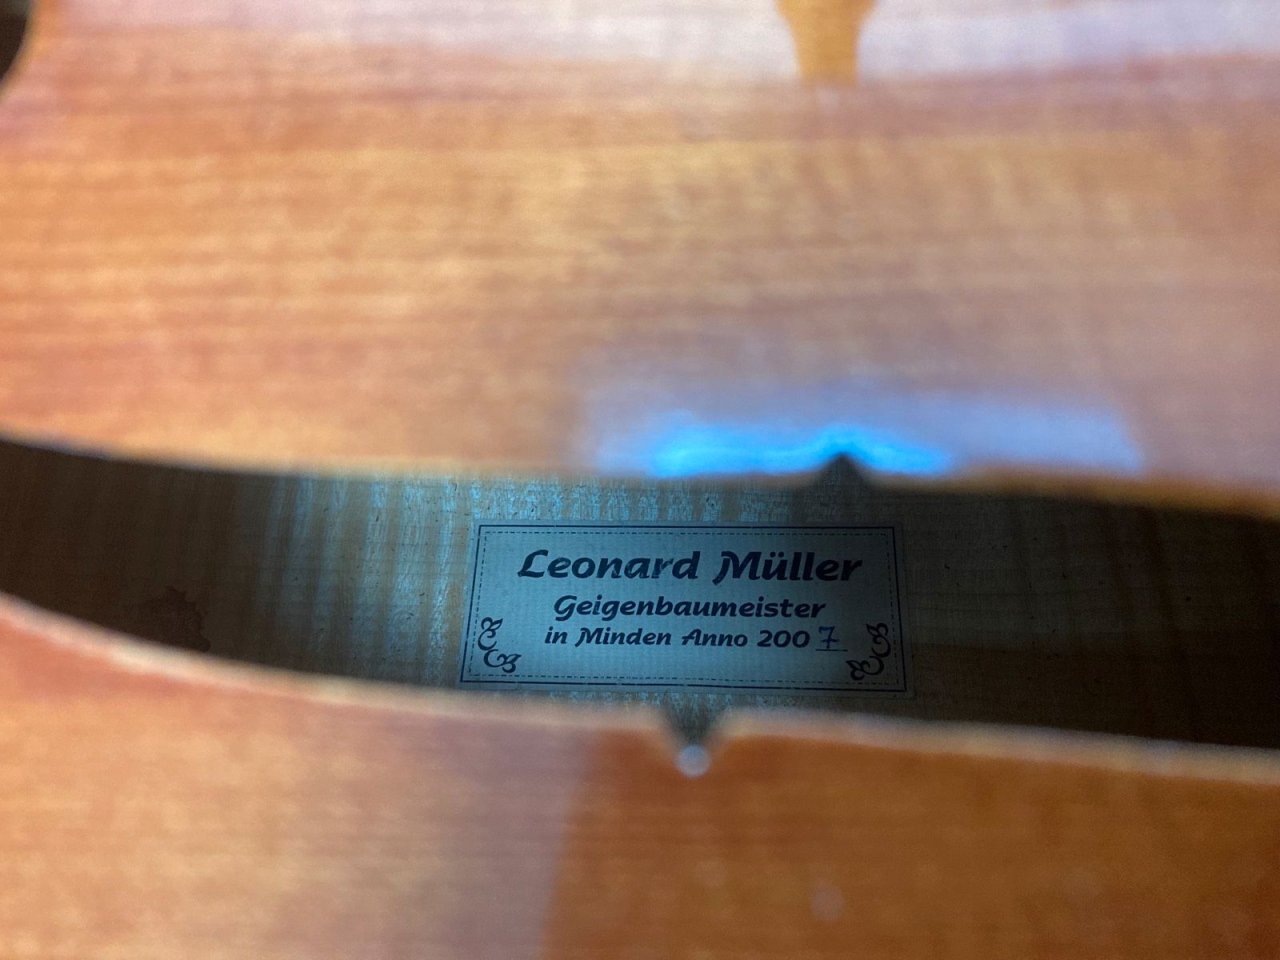 Leonard Müller
Geigenbaumeister
in Minden Anno 2007